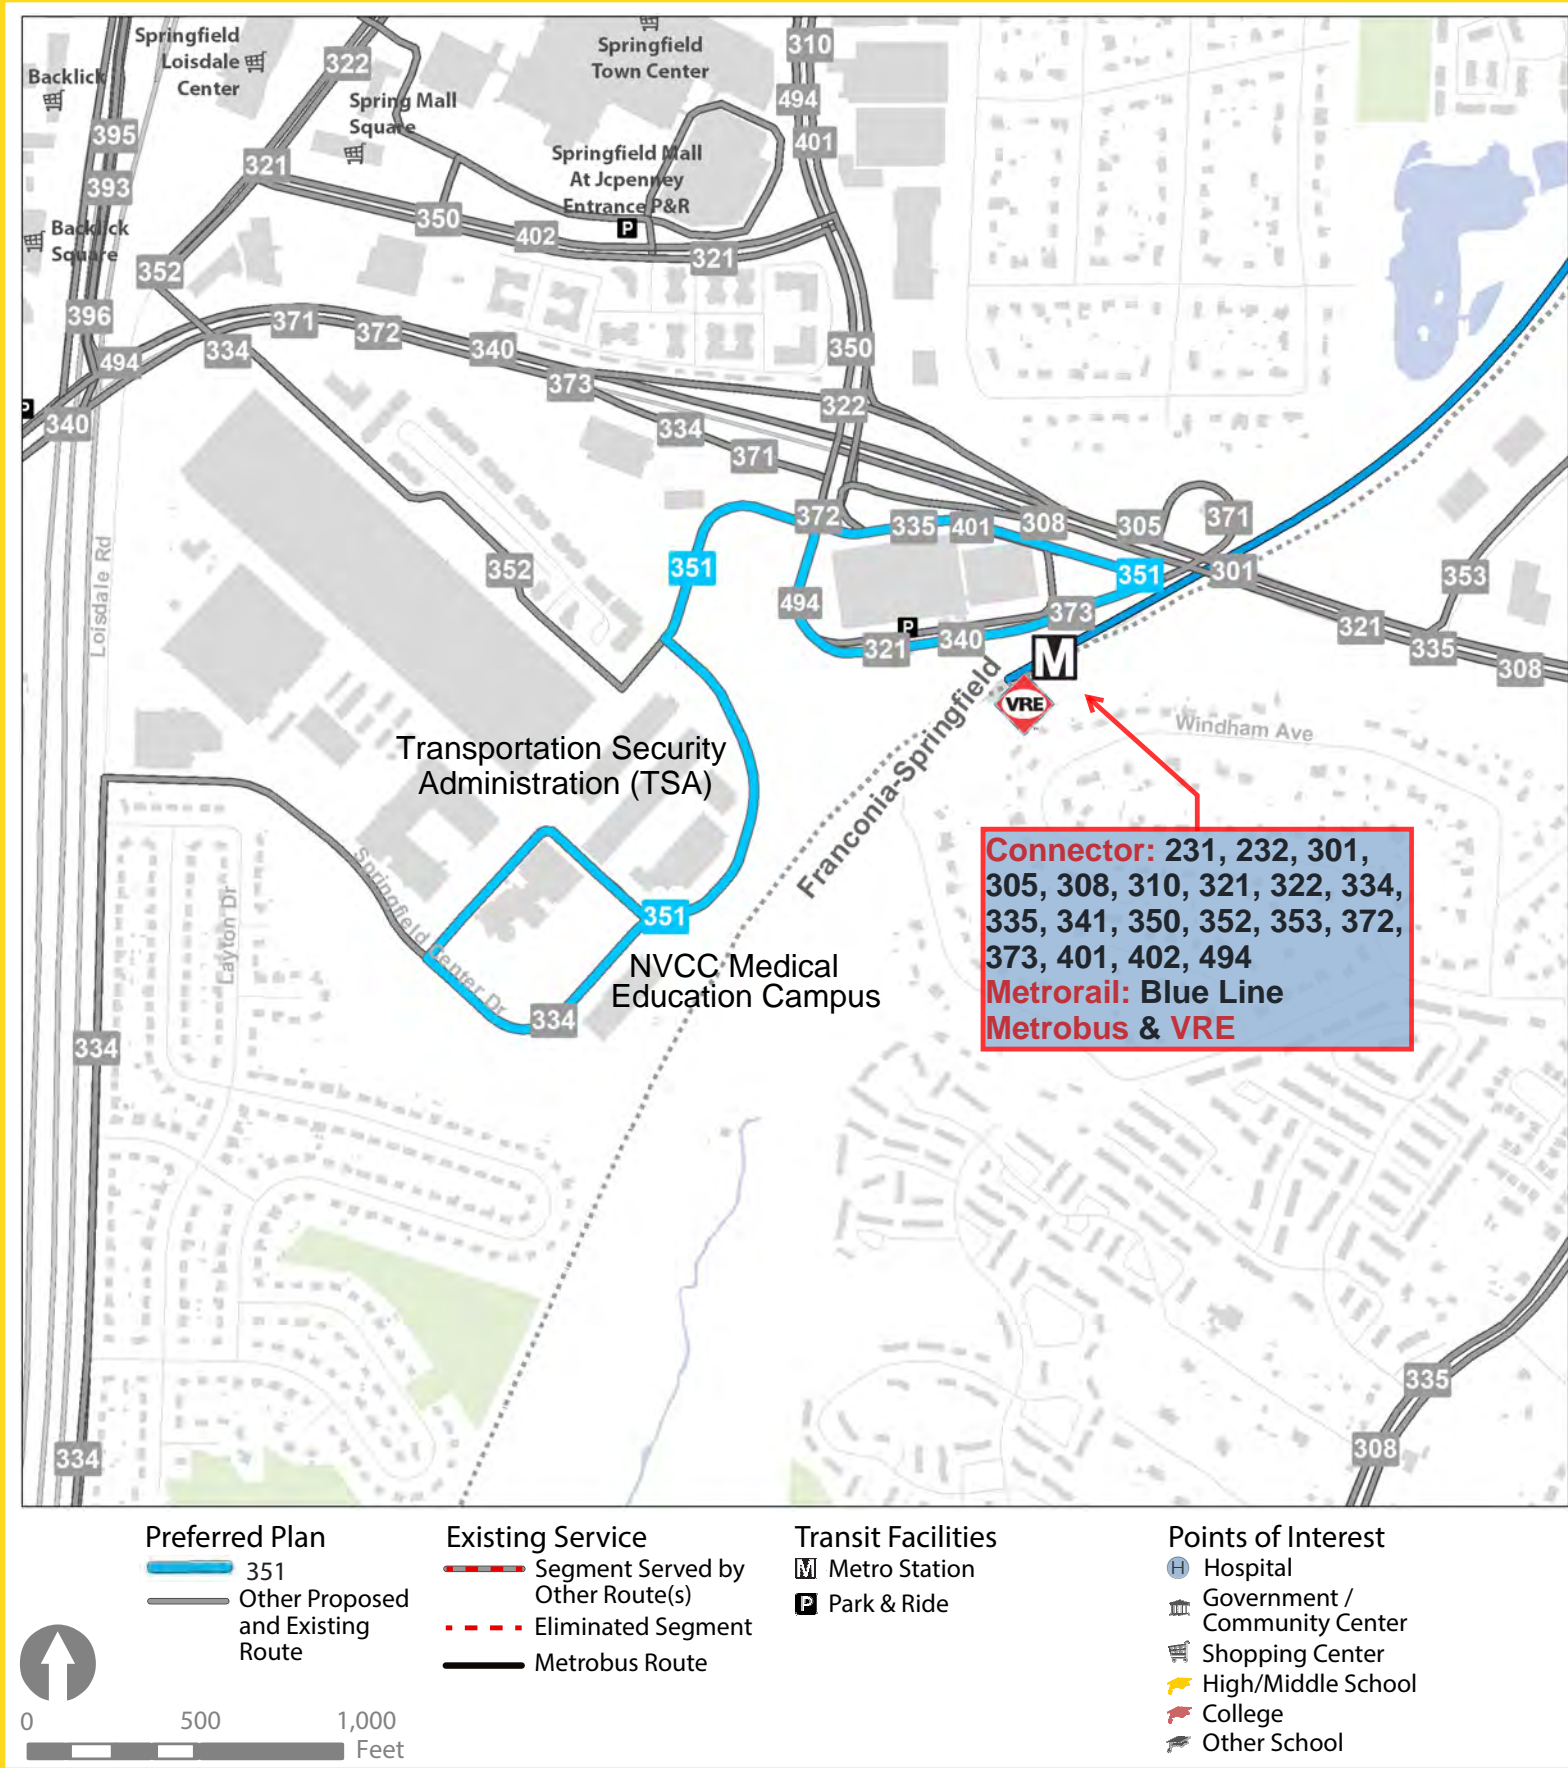 Springfield
Loisdale
Center
322
Springfield
Town Center
310
Backlick
494
Spring Mall
Square
395
401
321
Springfield Mall
At Jcpenney
Entrance P&R
393
350
402
P
Backlick
Square
321
352
396
371
372
340
350
494
334
373
322
P
340
334
371
372
335
401
308
305
371
Loisdale Rd
352
351
351
301
353
494
373
P
321
340
321
335
308
M
VRE
Franconia-Springfield
Windham Ave
Transportation Security
Administration (TSA)
Connector: 231, 232, 301,
305, 308, 310, 321, 322, 334,
335, 341, 350, 352, 353, 372,
373, 401, 402, 494
Metrorail: Blue Line
Metrobus & VRE
Springfield Center Dr
Layton Dr
351
NVCC Medical
Education Campus
334
334
335
308
334
Preferred Plan
351
Other Proposed
and Existing
Route
Existing Service
Segment Served by
Other Route(s)
Eliminated Segment
Metrobus Route
Transit Facilities
M Metro Station
P Park & Ride
Points of Interest
H Hospital
Government /
Community Center
Shopping Center
High/Middle School
College
Other School
0 500 1,000
Feet